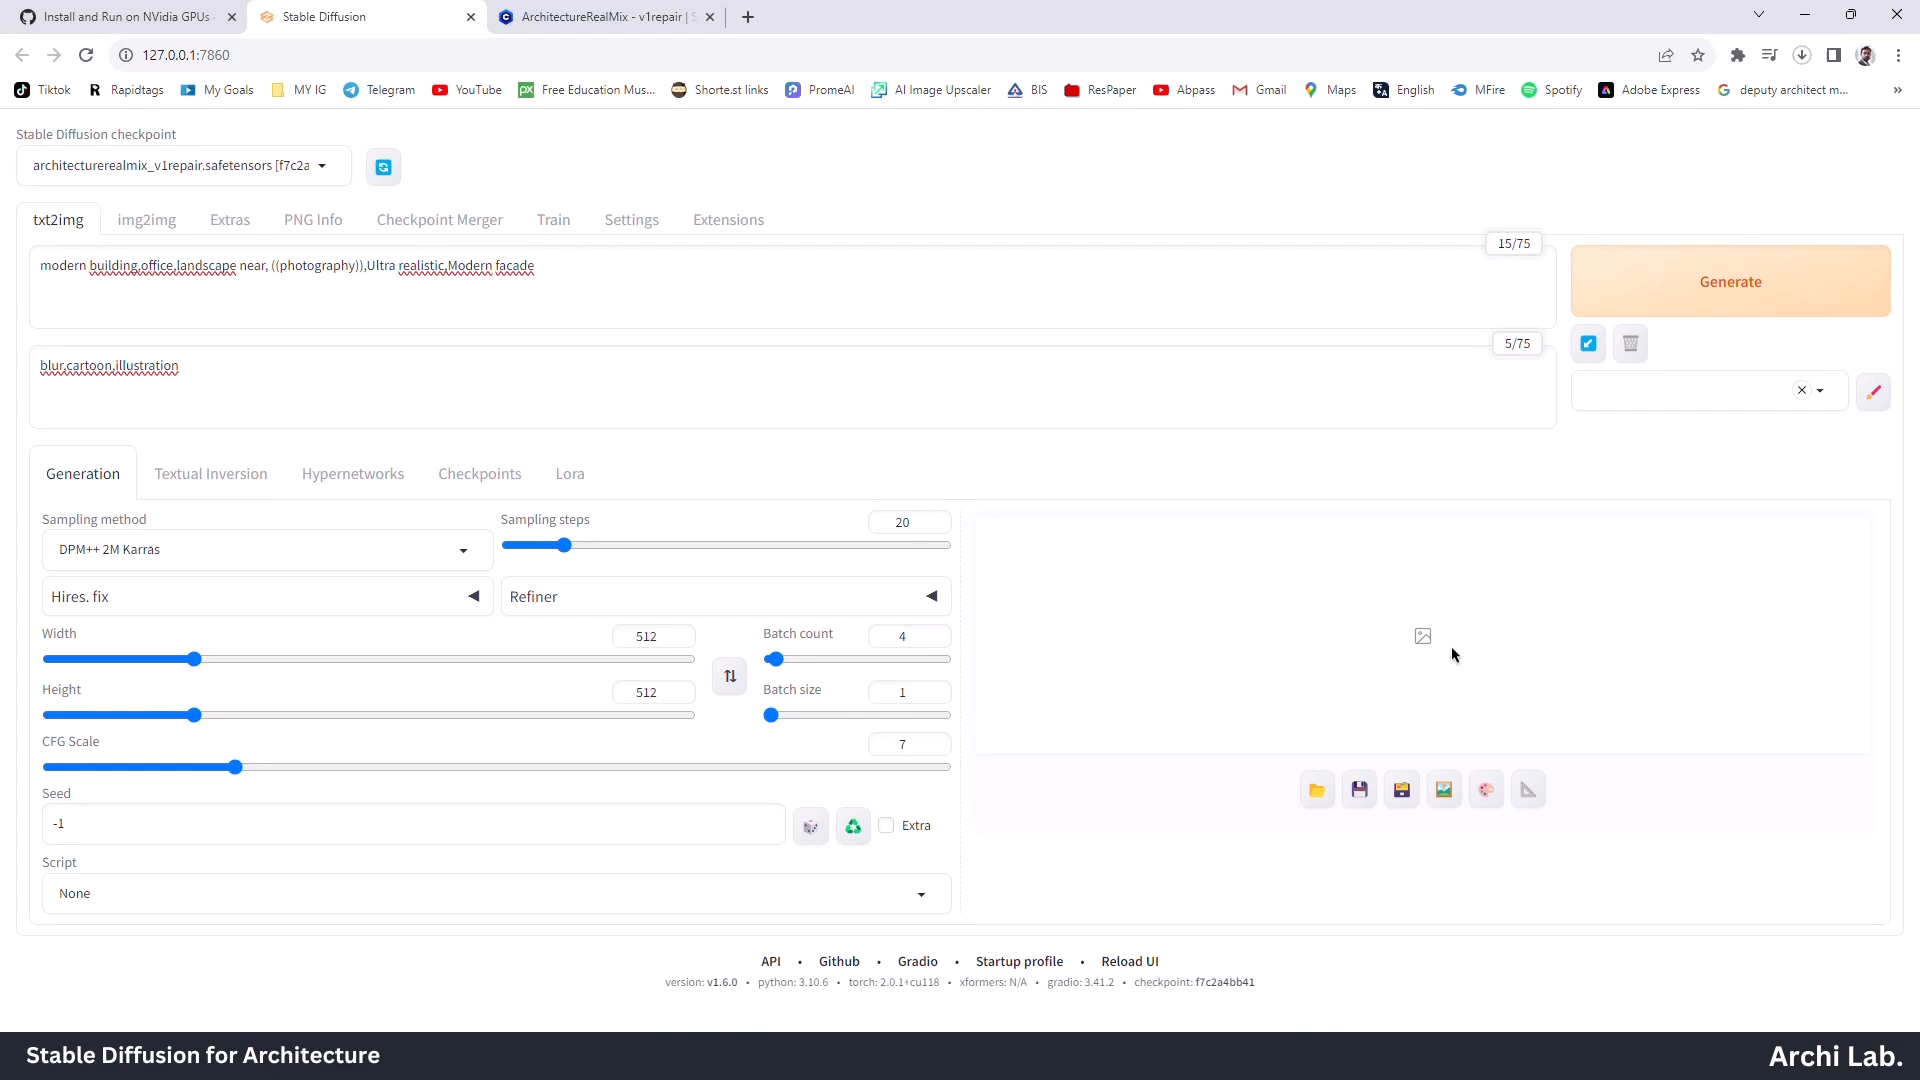 Install and Run on NVidia GPUs
Stable Diffusion
ArchitectureRealMix - v1repair |
127.0.0.1:7860
Tiktok
Rapidtags
My Goals
MY IG
Telegram
YouTube
Free Education Mus...
Shorte.st links
PromeAI
AI Image Upscaler
BIS
ResPaper
Abpass
Gmail
Maps
English
MFire
Spotify
Adobe Express
deputy architect m...
Stable Diffusion checkpoint
architecturerealmix_v1repair.safetensors [f7c2a
txt2img
img2img
Extras
PNG Info
Checkpoint Merger
Train
Settings
Extensions
15/75
modern building,office,landscape near, ((photography)),Ultra realistic,Modern facade
Generate
5/75
blur,cartoon,illustration
Generation
Textual Inversion
Hypernetworks
Checkpoints
Lora
Sampling method
DPM++ 2M Karras
Sampling steps
20
Hires. fix
Refiner
Width
512
Batch count
4
Height
512
Batch size
1
CFG Scale
7
Seed
-1
Extra
Script
None
API • Github • Gradio • Startup profile • Reload UI
version: v1.6.0 • python: 3.10.6 • torch: 2.0.1+cu118 • xformers: N/A • gradio: 3.41.2 • checkpoint: f7c2a4bb41
Stable Diffusion for Architecture
Archi Lab.